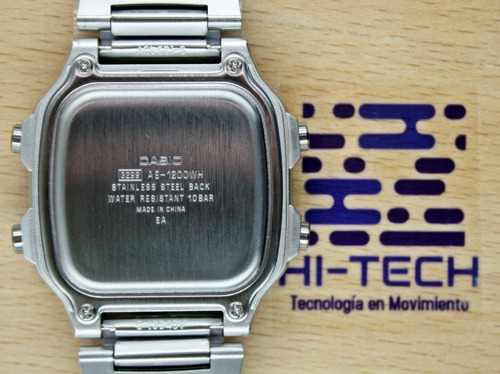 CASIO
3299 AE-1200WH
STAINLESS STEEL BACK
WATER RESISTANT 10BAR
MADE IN CHINA
EA
HI-TECH
Tecnología en Movimiento